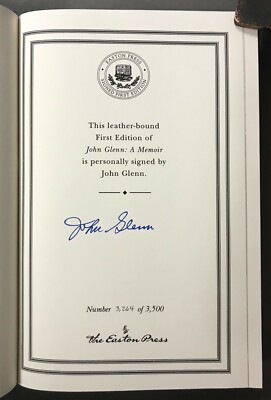 EASTON PRESS
SIGNED FIRST EDITION
This leather-bound
First Edition of
John Glenn: A Memoir
is personally signed by
John Glenn.
John Glenn
Number 3,264 of 3,500
the Easton Press